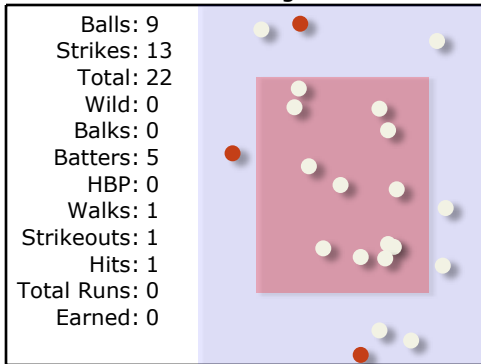 Balls: 9
Strikes: 13
Total: 22
Wild: 0
Balks: 0
Batters: 5
HBP: 0
Walks: 1
Strikeouts: 1
Hits: 1
Total Runs: 0
Earned: 0